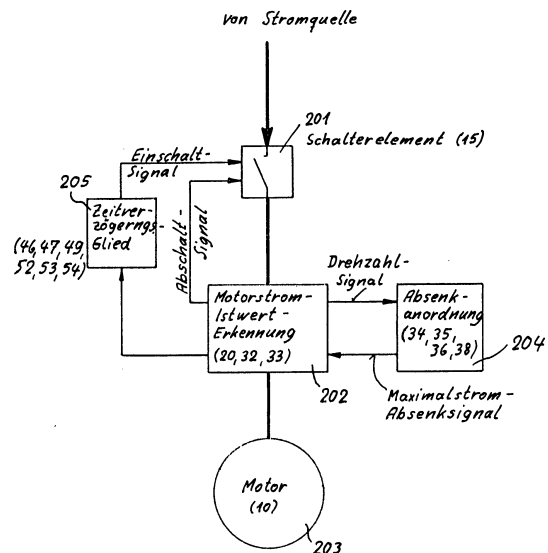 von Stromquelle
201
Schalterelement (15)
Einschalt-
Signal
205
Zeitver-
zögerngs-
Glied
(46,47,49,
52,53,54)
Abschalt-
Signal
Drehzahl-
Signal
Motorstrom-
Istwert-
Erkennung
(20, 32, 33)
202
Absenk-
anordnung
(34, 35,
36, 38)
204
Maximalstrom-
Absenksignal
Motor
(10)
203